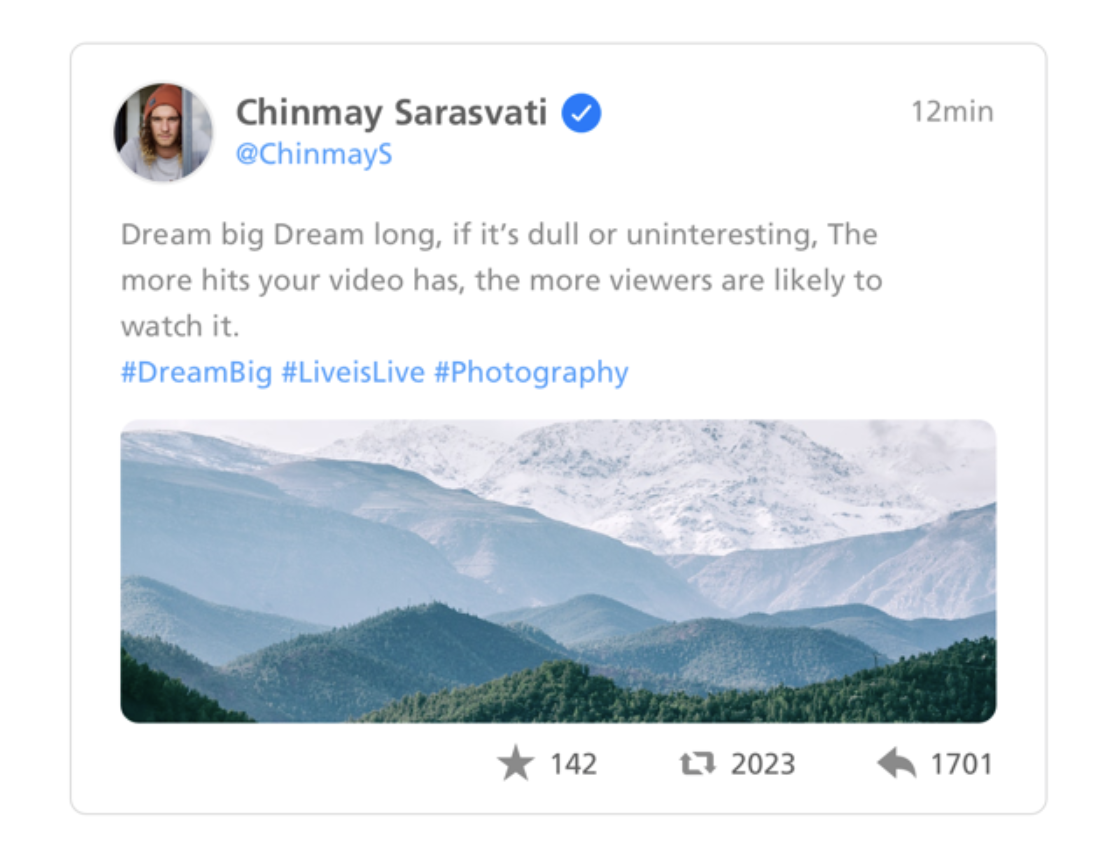 Chinmay Sarasvati
12min
@ChinmayS
Dream big Dream long, if it’s dull or uninteresting, The
more hits your video has, the more viewers are likely to
watch it.
#DreamBig #LiveisLive #Photography
142 2023 1701